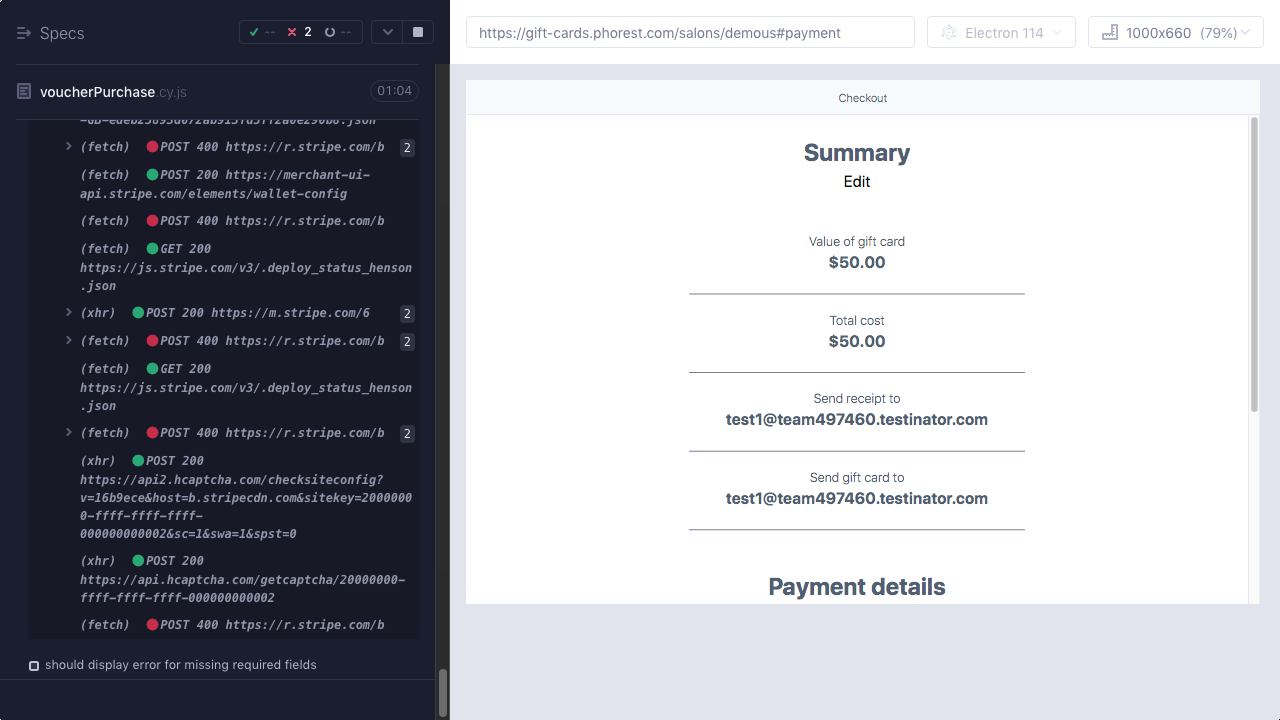 Specs
-- 2 --
https://gift-cards.phorest.com/salons/demous#payment
Electron 114
1000x660 (79%)
voucherPurchase.cy.js
01:04
(fetch) POST 400 https://r.stripe.com/b 2
(fetch) POST 200 https://merchant-ui-
api.stripe.com/elements/wallet-config
(fetch) POST 400 https://r.stripe.com/b
(fetch) GET 200
https://js.stripe.com/v3/.deploy_status_henson
.json
(xhr) POST 200 https://m.stripe.com/6 2
(fetch) POST 400 https://r.stripe.com/b 2
(fetch) GET 200
https://js.stripe.com/v3/.deploy_status_henson
.json
(fetch) POST 400 https://r.stripe.com/b 2
(xhr) POST 200
https://api2.hcaptcha.com/checksiteconfig?
v=16b9ece&host=b.stripecdn.com&sitekey=2000000
0-ffff-ffff-ffff-
000000000002&sc=1&swa=1&spst=0
(xhr) POST 200
https://api.hcaptcha.com/getcaptcha/20000000-
ffff-ffff-ffff-000000000002
(fetch) POST 400 https://r.stripe.com/b
should display error for missing required fields
Checkout
Summary
Edit
Value of gift card
$50.00
Total cost
$50.00
Send receipt to
test1@team497460.testinator.com
Send gift card to
test1@team497460.testinator.com
Payment details